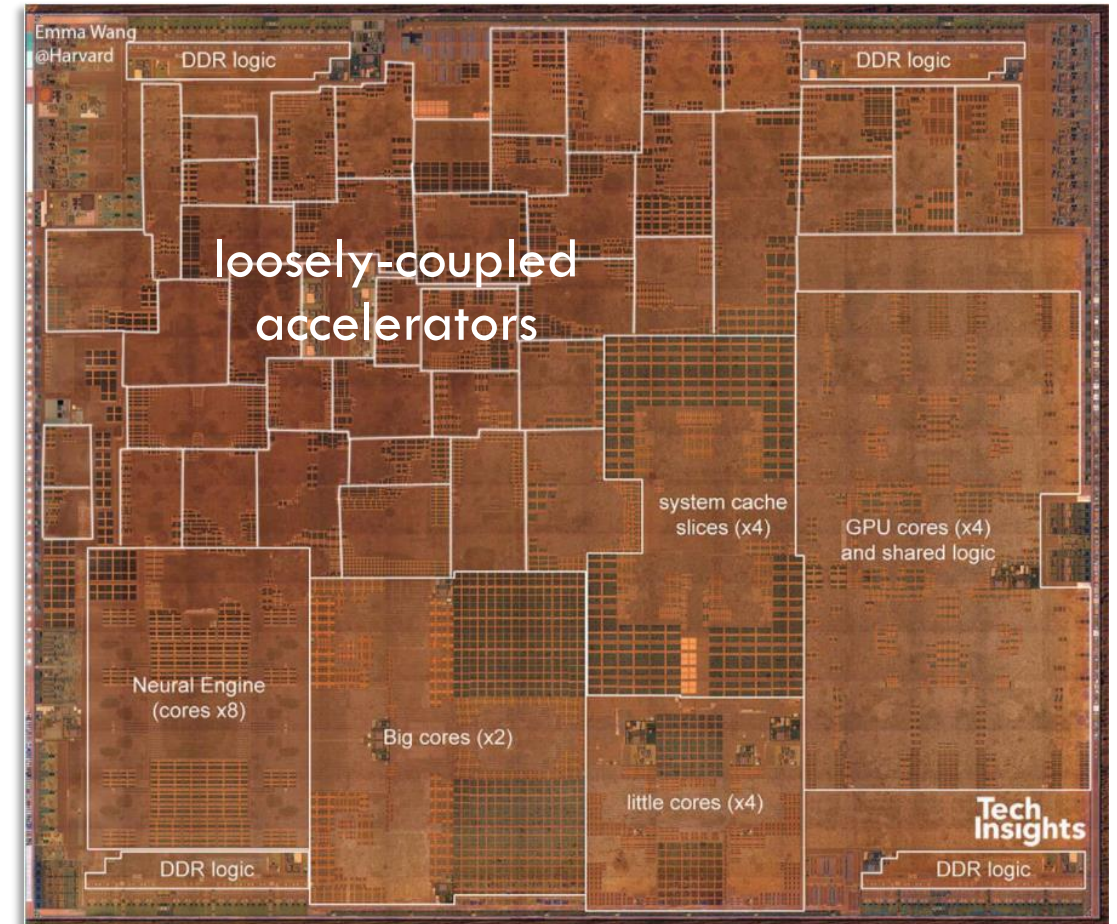 Emma Wang
@Harvard
DDR logic
DDR logic
loosely-coupled
accelerators
system cache
slices (x4)
GPU cores (x4)
and shared logic
Neural Engine
(cores x8)
Big cores (x2)
little cores (x4)
Tech
Insights
DDR logic
DDR logic